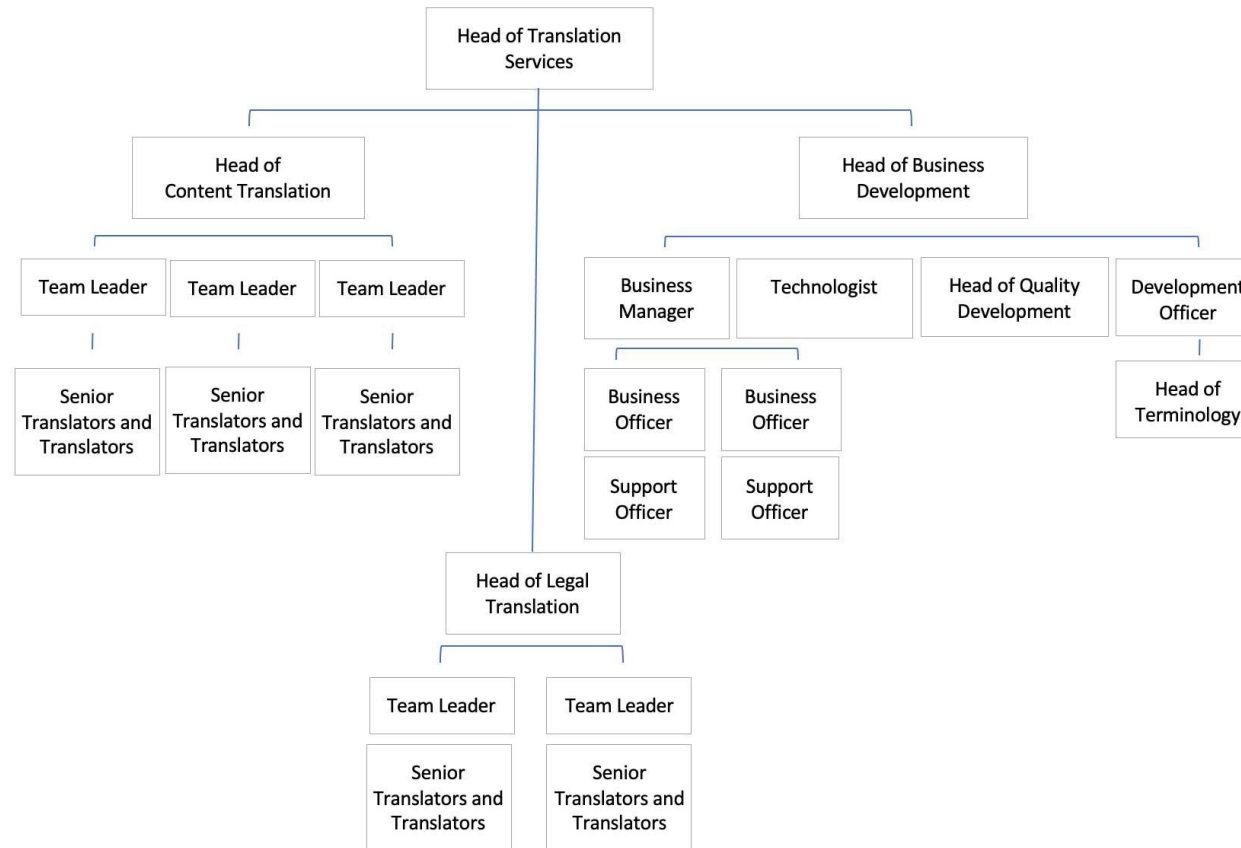 Head of Translation
Services
Head of
Content Translation
Head of Business
Development
Team Leader
Team Leader
Team Leader
Business
Manager
Technologist
Head of Quality
Development
Development
Officer
Senior
Translators and
Translators
Senior
Translators and
Translators
Senior
Translators and
Translators
Business
Officer
Business
Officer
Head of
Terminology
Support
Officer
Support
Officer
Head of Legal
Translation
Team Leader
Team Leader
Senior
Translators and
Translators
Senior
Translators and
Translators